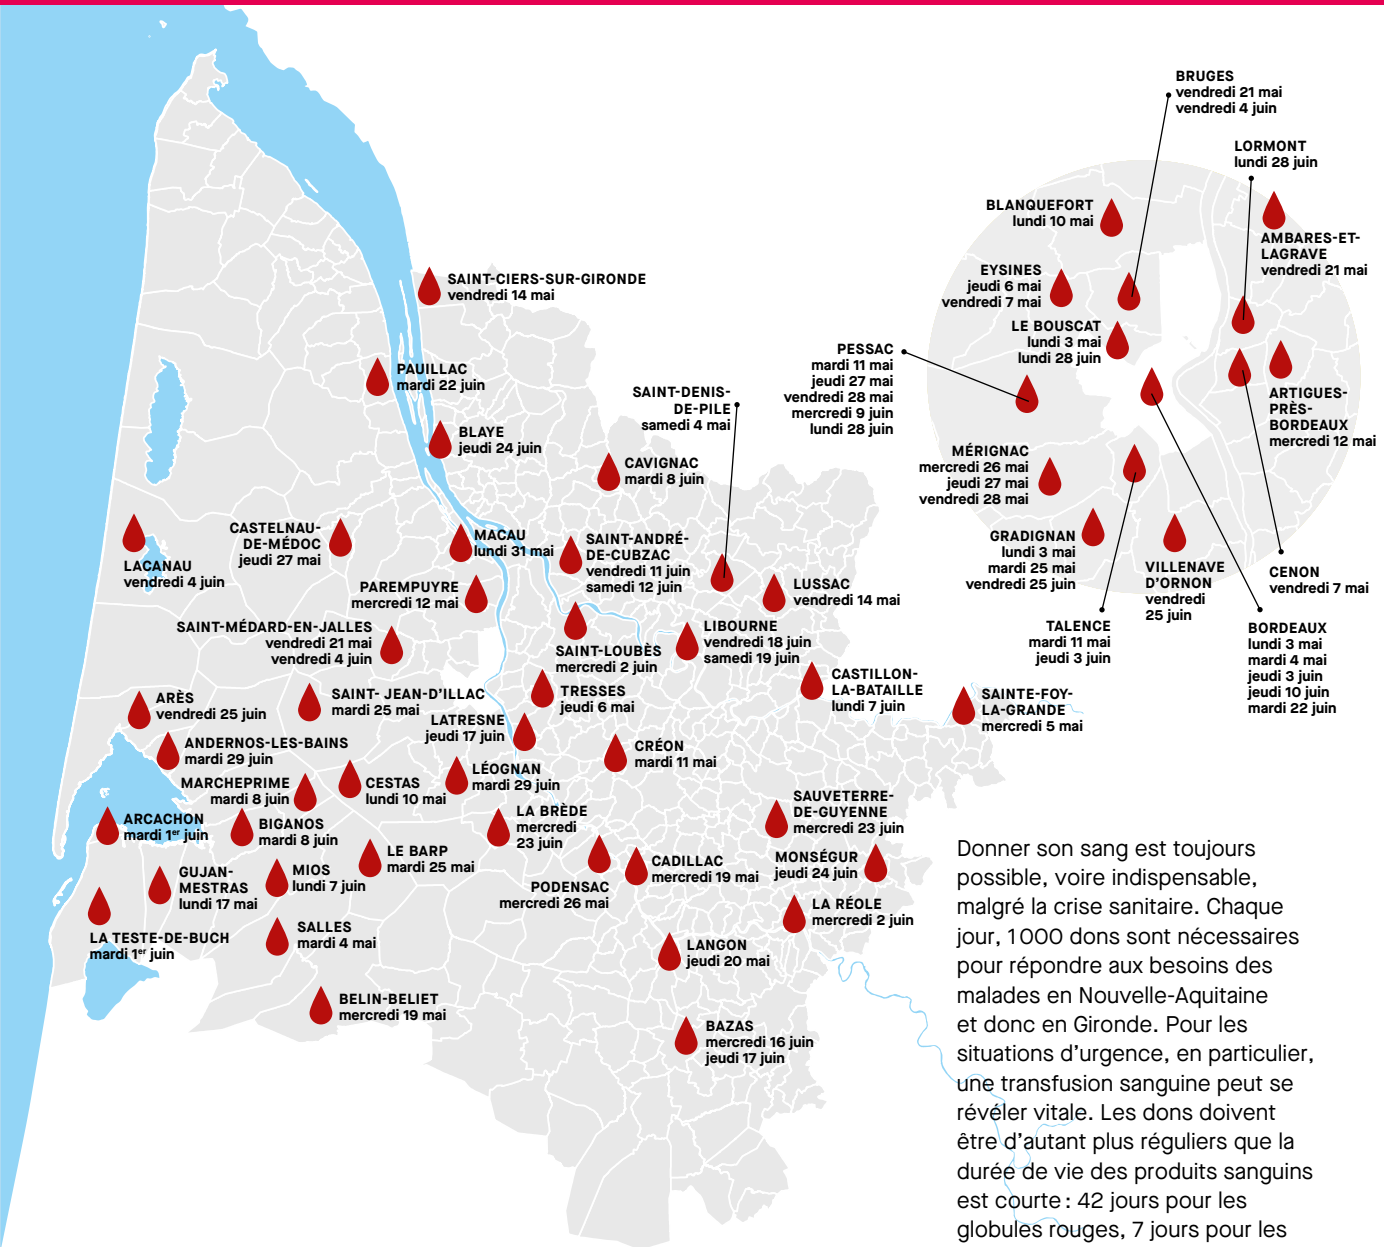 BRUGES
vendredi 21 mai
vendredi 4 juin
LORMONT
lundi 28 juin
BLANQUEFORT
lundi 10 mai
AMBARES-ET-
LAGRAVE
vendredi 21 mai
EYSINES
jeudi 6 mai
vendredi 7 mai
LE BOUSCAT
lundi 3 mai
lundi 28 juin
PESSAC
mardi 11 mai
jeudi 27 mai
vendredi 28 mai
mercredi 9 juin
lundi 28 juin
ARTIGUES-
PRÈS-
BORDEAUX
mercredi 12 mai
MÉRIGNAC
mercredi 26 mai
jeudi 27 mai
vendredi 28 mai
GRADIGNAN
lundi 3 mai
mardi 25 mai
vendredi 25 juin
VILLENAVE
D'ORNON
vendredi
25 juin
CENON
vendredi 7 mai
TALENCE
mardi 11 mai
jeudi 3 juin
BORDEAUX
lundi 3 mai
mardi 4 mai
jeudi 3 juin
jeudi 10 juin
mardi 22 juin
SAINT-CIERS-SUR-GIRONDE
vendredi 14 mai
PAUILLAC
mardi 22 juin
SAINT-DENIS-
DE-PILE
samedi 4 mai
BLAYE
jeudi 24 juin
CAVIGNAC
mardi 8 juin
LACANAU
vendredi 4 juin
CASTELNAU-
DE-MÉDOC
jeudi 27 mai
MACAU
lundi 31 mai
SAINT-ANDRÉ-
DE-CUBZAC
vendredi 11 juin
samedi 12 juin
PAREMPUYRE
mercredi 12 mai
LUSSAC
vendredi 14 mai
SAINT-MÉDARD-EN-JALLES
vendredi 21 mai
vendredi 4 juin
SAINT-LOUBÈS
mercredi 2 juin
LIBOURNE
vendredi 18 juin
samedi 19 juin
CASTILLON-
LA-BATAILLE
lundi 7 juin
SAINTE-FOY-
LA-GRANDE
mercredi 5 mai
ARÈS
vendredi 25 juin
SAINT- JEAN-D'ILLAC
mardi 25 mai
TRESSES
jeudi 6 mai
LATRESNE
jeudi 17 juin
ANDERNOS-LES-BAINS
mardi 29 juin
CRÉON
mardi 11 mai
MARCHEPRIME
mardi 8 juin
CESTAS
lundi 10 mai
LÉOGNAN
mardi 29 juin
ARCACHON
mardi 1er juin
BIGANOS
mardi 8 juin
LA BRÈDE
mercredi
23 juin
SAUVETERRE-
DE-GUYENNE
mercredi 23 juin
LE BARP
mardi 25 mai
GUJAN-
MESTRAS
lundi 17 mai
MIOS
lundi 7 juin
PODENSAC
mercredi 26 mai
CADILLAC
mercredi 19 mai
MONSÉGUR
jeudi 24 juin
LA RÉOLE
mercredi 2 juin
LA TESTE-DE-BUCH
mardi 1er juin
SALLES
mardi 4 mai
LANGON
jeudi 20 mai
BELIN-BELIET
mercredi 19 mai
BAZAS
mercredi 16 juin
jeudi 17 juin
Donner son sang est toujours
possible, voire indispensable,
malgré la crise sanitaire. Chaque
jour, 1 000 dons sont nécessaires
pour répondre aux besoins des
malades en Nouvelle-Aquitaine
et donc en Gironde. Pour les
situations d'urgence, en particulier,
une transfusion sanguine peut se
révéler vitale. Les dons doivent
être d'autant plus réguliers que la
durée de vie des produits sanguins
est courte : 42 jours pour les
globules rouges, 7 jours pour les